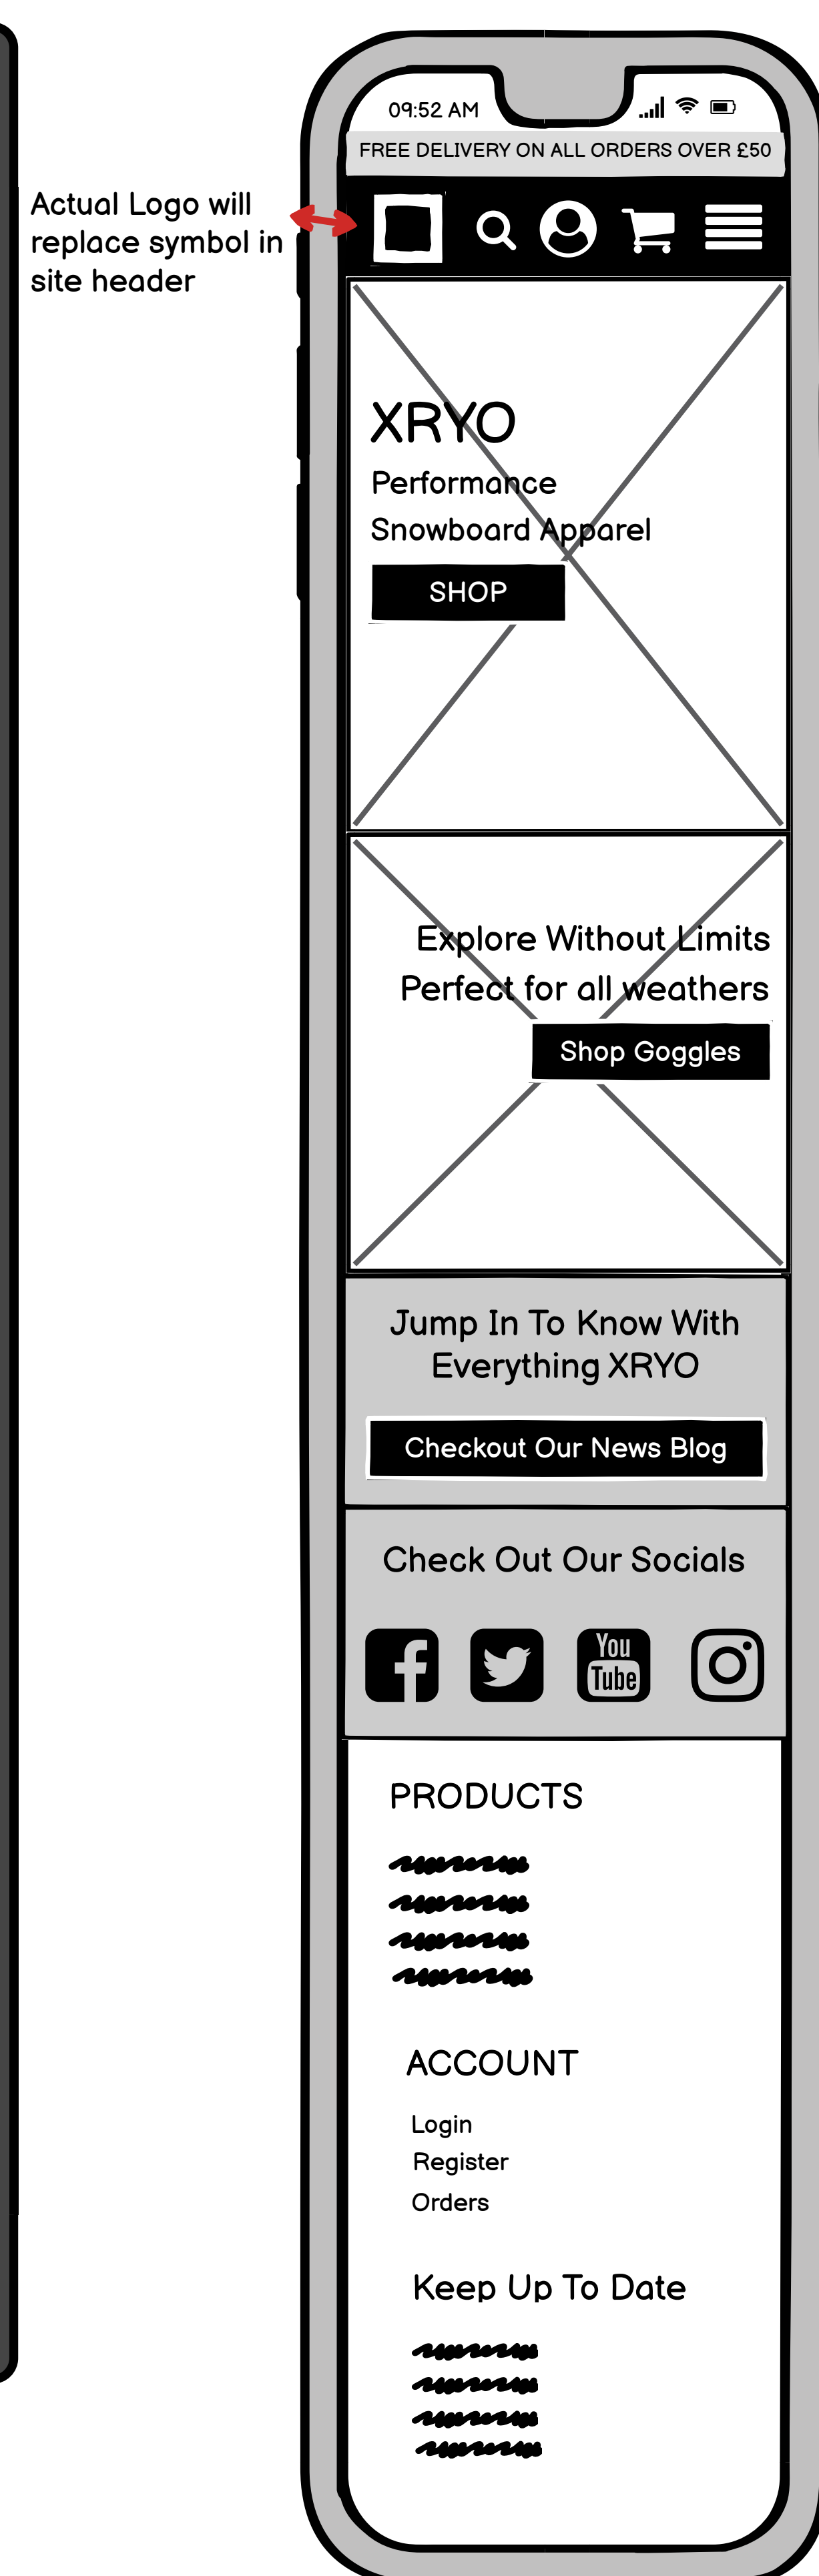 09:52 AM
FREE DELIVERY ON ALL ORDERS OVER £50
Actual Logo will
replace symbol in
site header
XRYO
Performance
Snowboard Apparel
SHOP
Explore Without Limits
Perfect for all weathers
Shop Goggles
Jump In To Know With
Everything XRYO
Checkout Our News Blog
Check Out Our Socials
You
Tube
PRODUCTS
ACCOUNT
Login
Register
Orders
Keep Up To Date